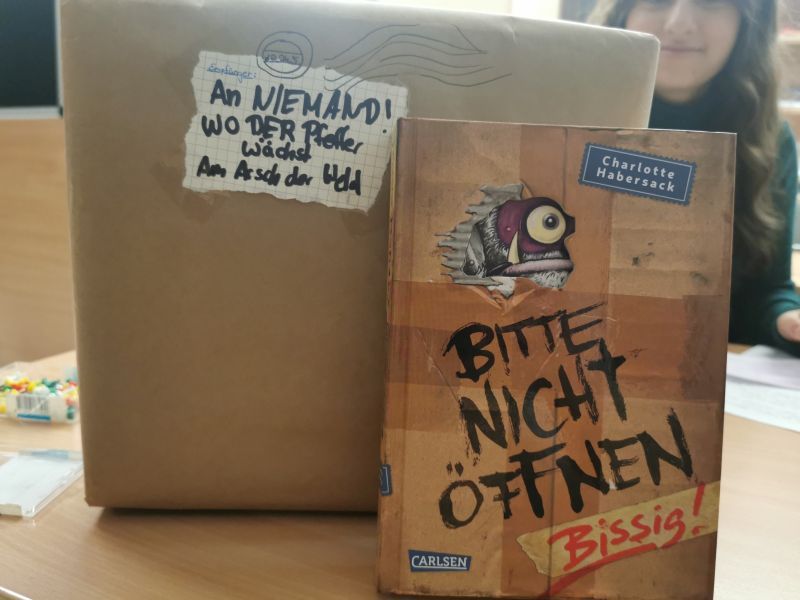 Empfänger:
An NIEMAND!
WO DER Pfeffer
wächst
Am Arsch der Welt
Charlotte
Habersack
BITTE
NICHT
ÖFFNEN
Bissig!
CARLSEN